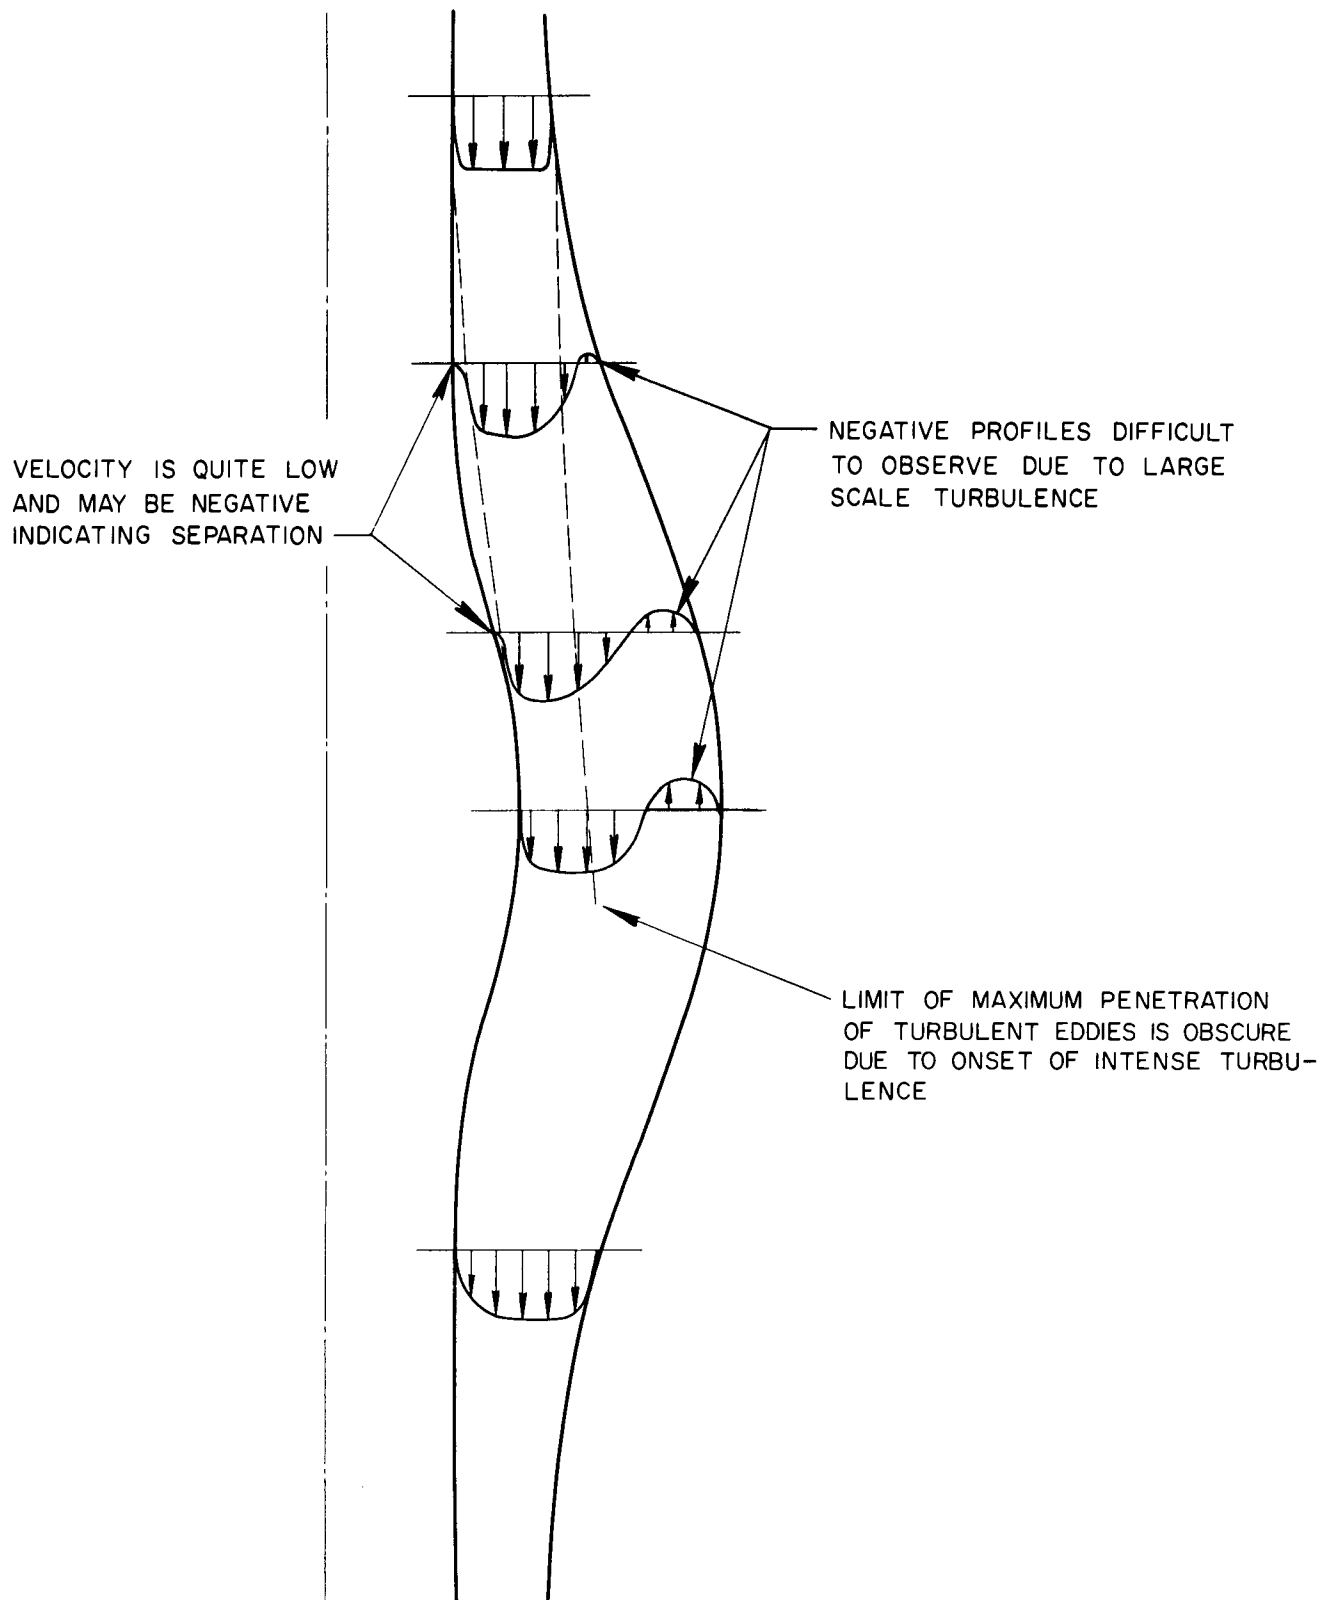 NEGATIVE PROFILES DIFFICULT
TO OBSERVE DUE TO LARGE
SCALE TURBULENCE
VELOCITY IS QUITE LOW
AND MAY BE NEGATIVE
INDICATING SEPARATION
LIMIT OF MAXIMUM PENETRATION
OF TURBULENT EDDIES IS OBSCURE
DUE TO ONSET OF INTENSE TURBU-
LENCE